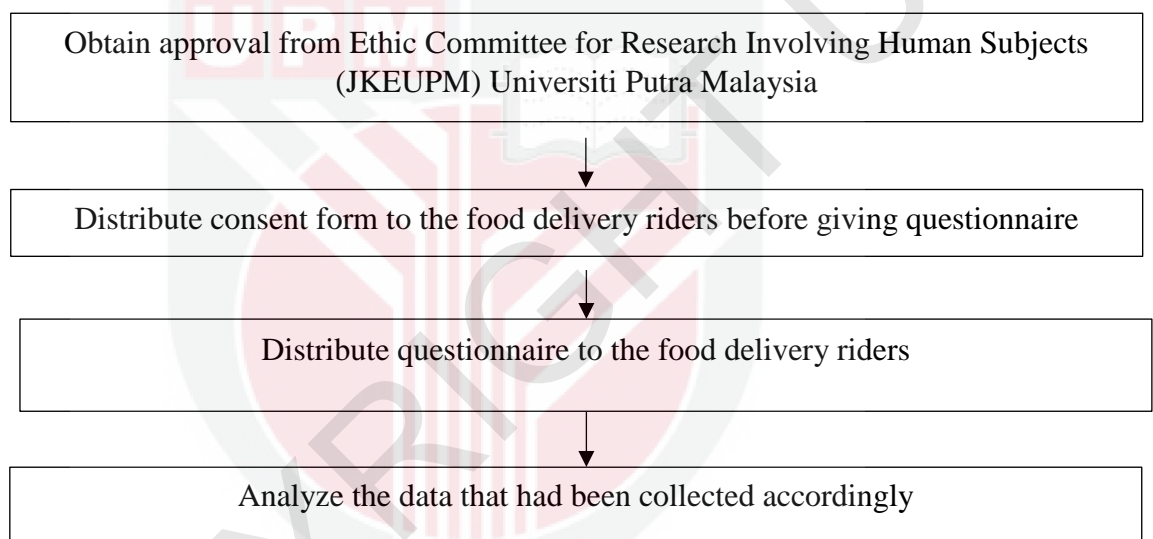 UPM
Obtain approval from Ethic Committee for Research Involving Human Subjects
(JKEUPM) Universiti Putra Malaysia
Distribute consent form to the food delivery riders before giving questionnaire
Distribute questionnaire to the food delivery riders
Analyze the data that had been collected accordingly
YRIGHT U